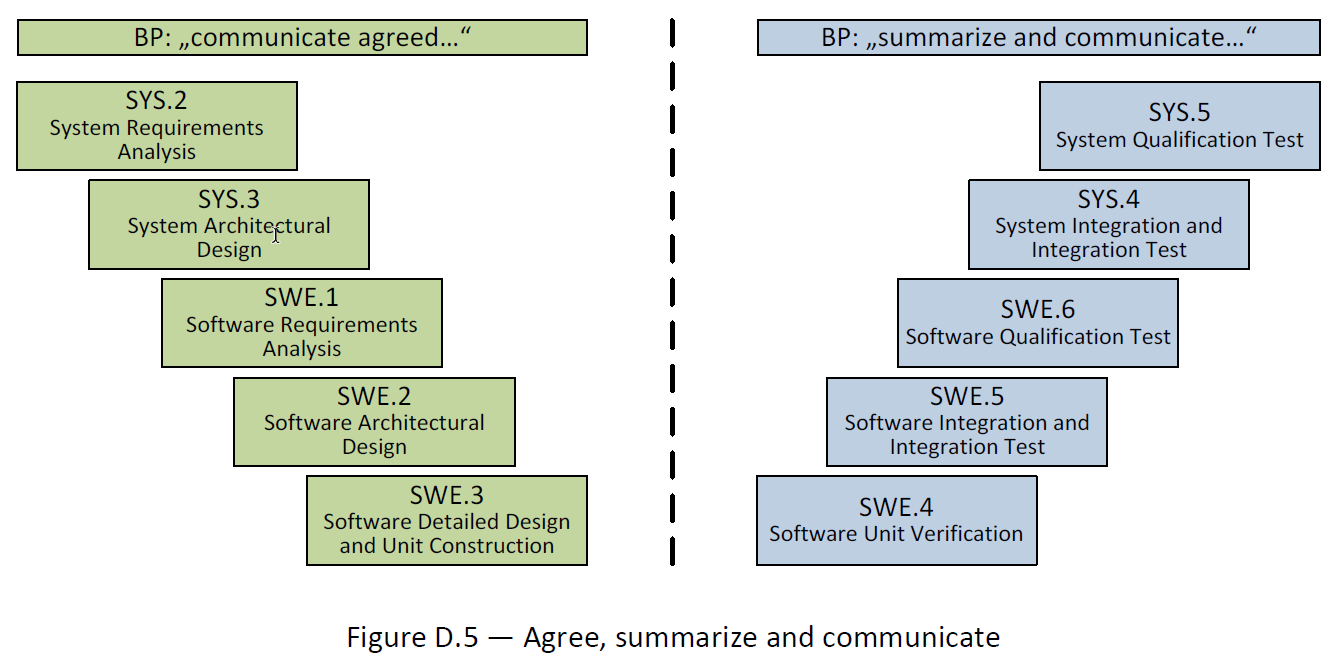 BP: „communicate agreed…“
SYS.2
System Requirements
Analysis
SYS.3
System Architectural
Design
SWE.1
Software Requirements
Analysis
SWE.2
Software Architectural
Design
SWE.3
Software Detailed Design
and Unit Construction
BP: „summarize and communicate…“
SYS.5
System Qualification Test
SYS.4
System Integration and
Integration Test
SWE.6
Software Qualification Test
SWE.5
Software Integration and
Integration Test
SWE.4
Software Unit Verification
Figure D.5 — Agree, summarize and communicate